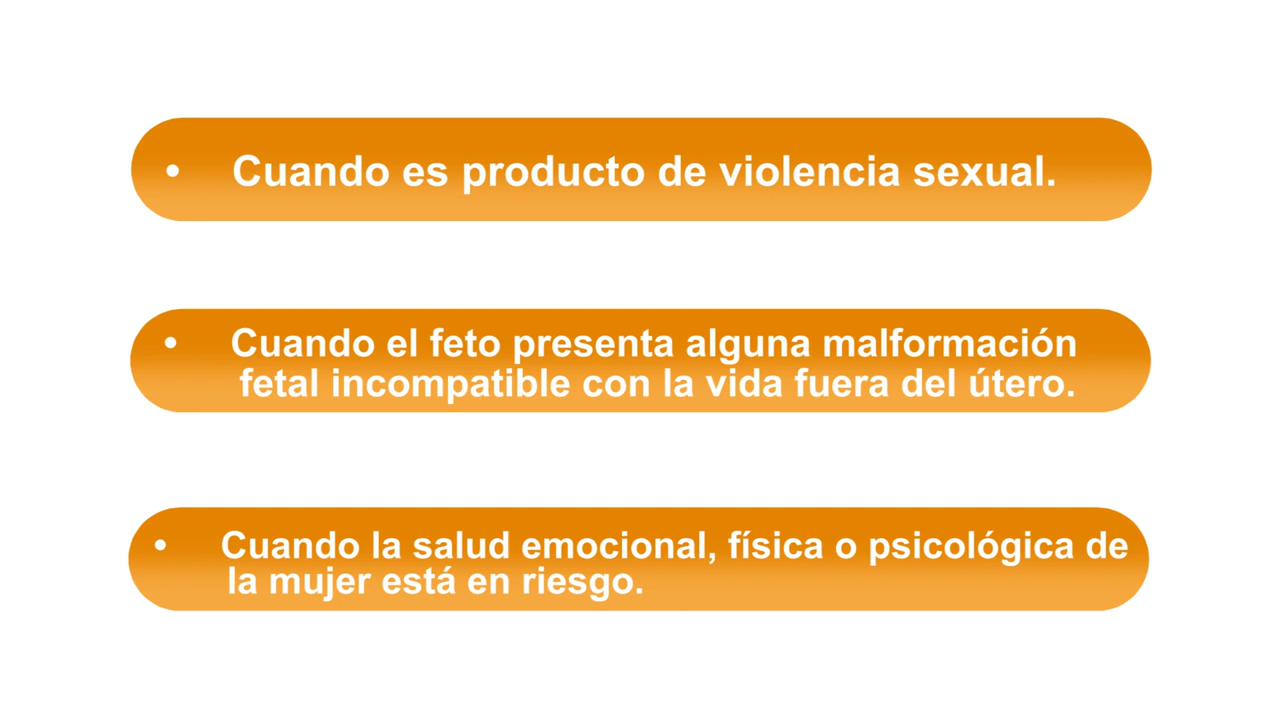 • Cuando es producto de violencia sexual.
• Cuando el feto presenta alguna malformación
fetal incompatible con la vida fuera del útero.
• Cuando la salud emocional, física o psicológica de
la mujer está en riesgo.